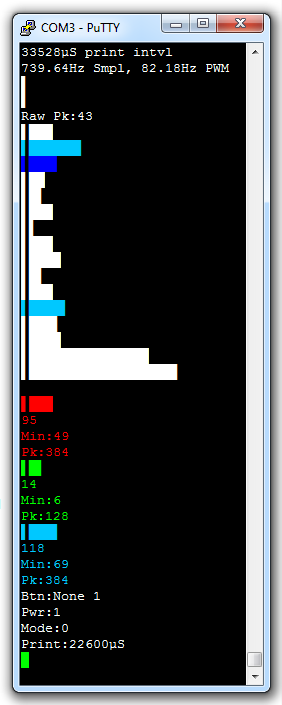 COM3 - PuTTY
33528µS print intvl
739.64Hz Smpl, 82.18Hz PWM
Raw Pk:43
95
Min:49
Pk:384
14
Min:6
Pk:128
118
Min:69
Pk:384
Btn:None 1
Pwr:1
Mode:0
Print:22600µS